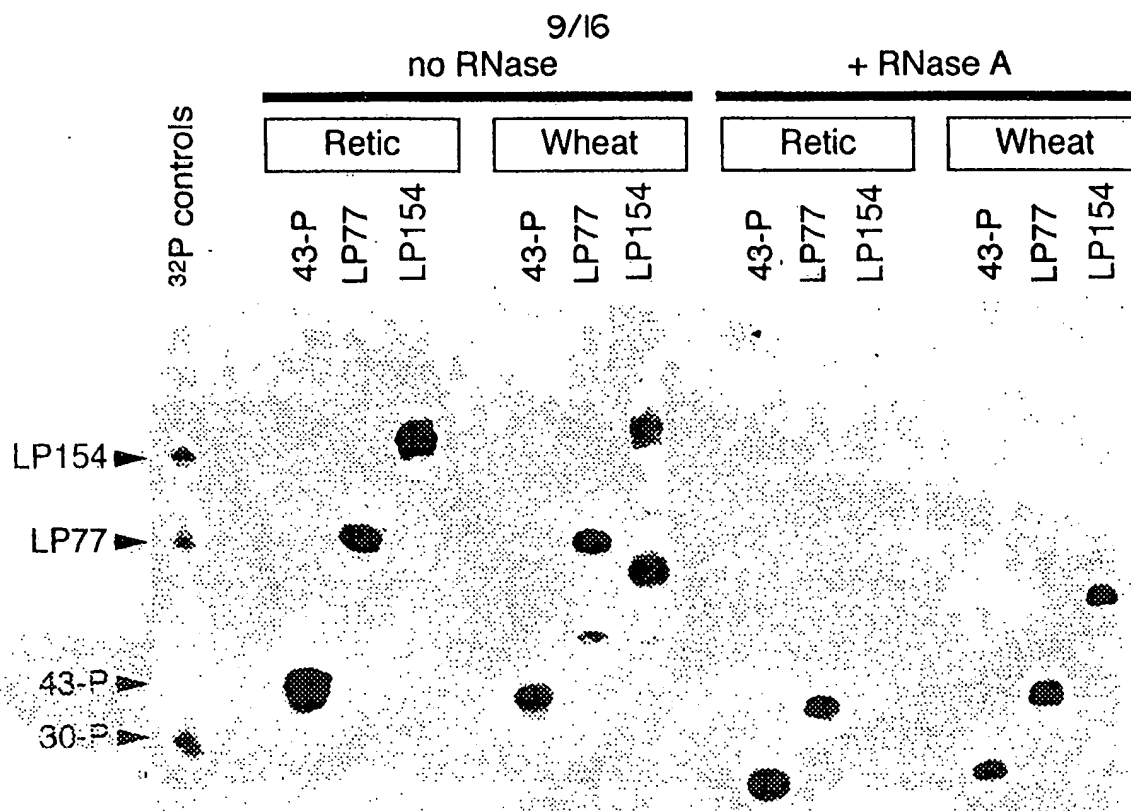 9/16
no RNase + RNase A
Retic Wheat Retic Wheat
32P controls 43-P LP77 LP154 43-P LP77 LP154 43-P LP77 LP154 43-P LP77 LP154
LP154
LP77
43-P
30-P